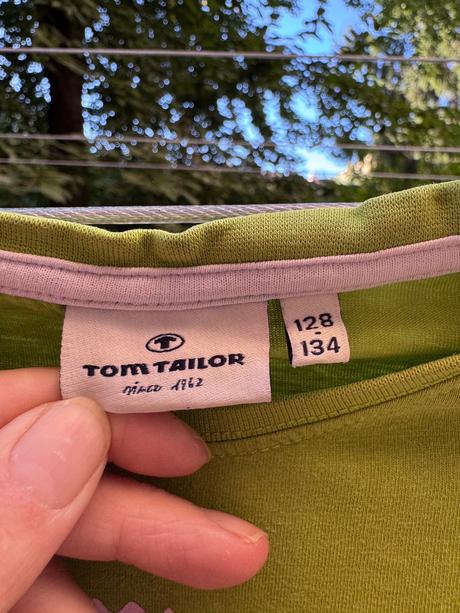 T
TOM TAILOR
since 1962
128
-
134